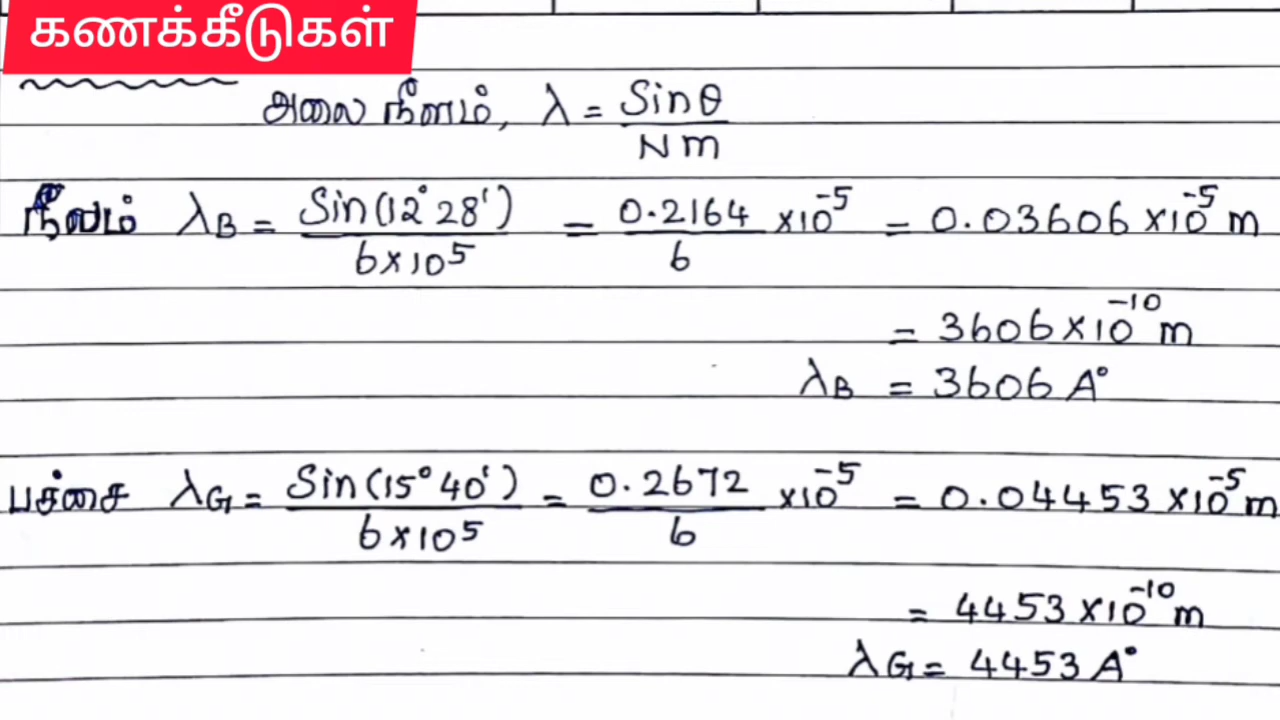 கணக்கீடுகள்
அலை நீளம், λ = Sinθ / N m
நீலம் λB = Sin(12° 28') / 6×10⁵ = 0.2164 / 6 ×10⁻⁵ = 0.03606 ×10⁻⁵ m
= 3606 ×10⁻¹⁰ m
λB = 3606 A°
பச்சை λG = Sin(15° 40') / 6×10⁵ = 0.2672 / 6 ×10⁻⁵ = 0.04453 ×10⁻⁵ m
= 4453 ×10⁻¹⁰ m
λG = 4453 A°